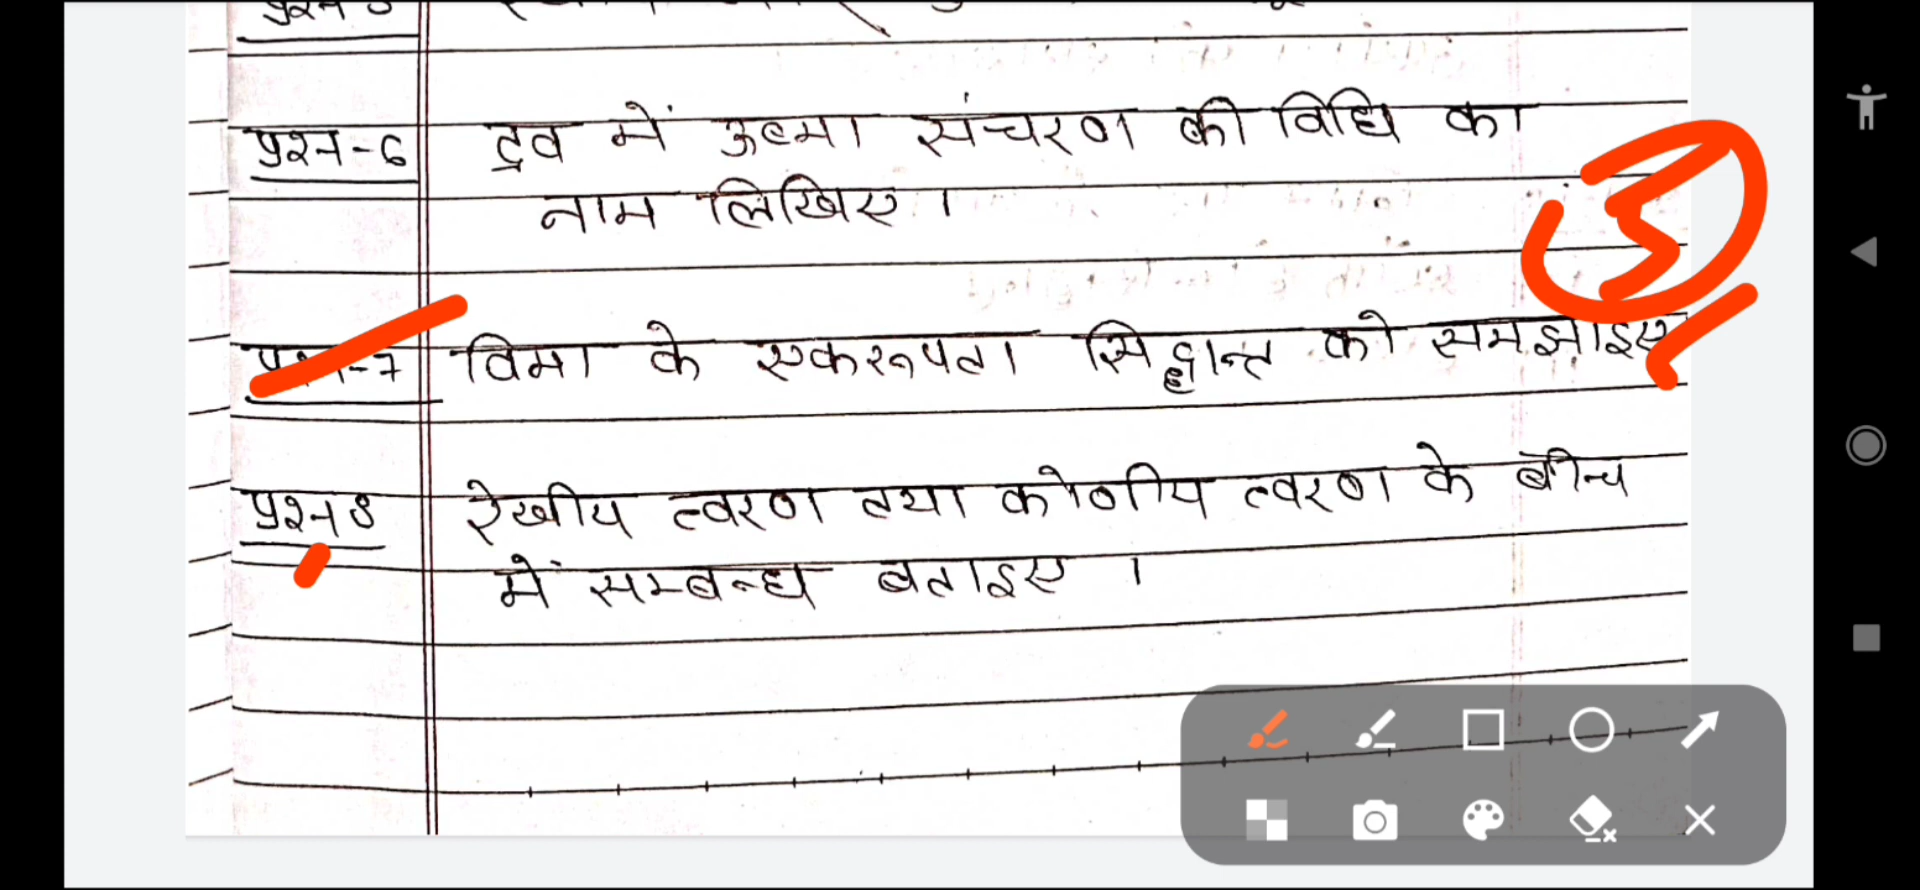 प्रश्न-6 द्रव में ऊष्मा संचरण की विधि का
नाम लिखिए ।
5
प्रश्न-7 विमा के एकरूपता सिद्धान्त को समझाइए
प्रश्न 8 रेखीय त्वरण तथा कोणीय त्वरण के बीच
में सम्बन्ध बताइए ।